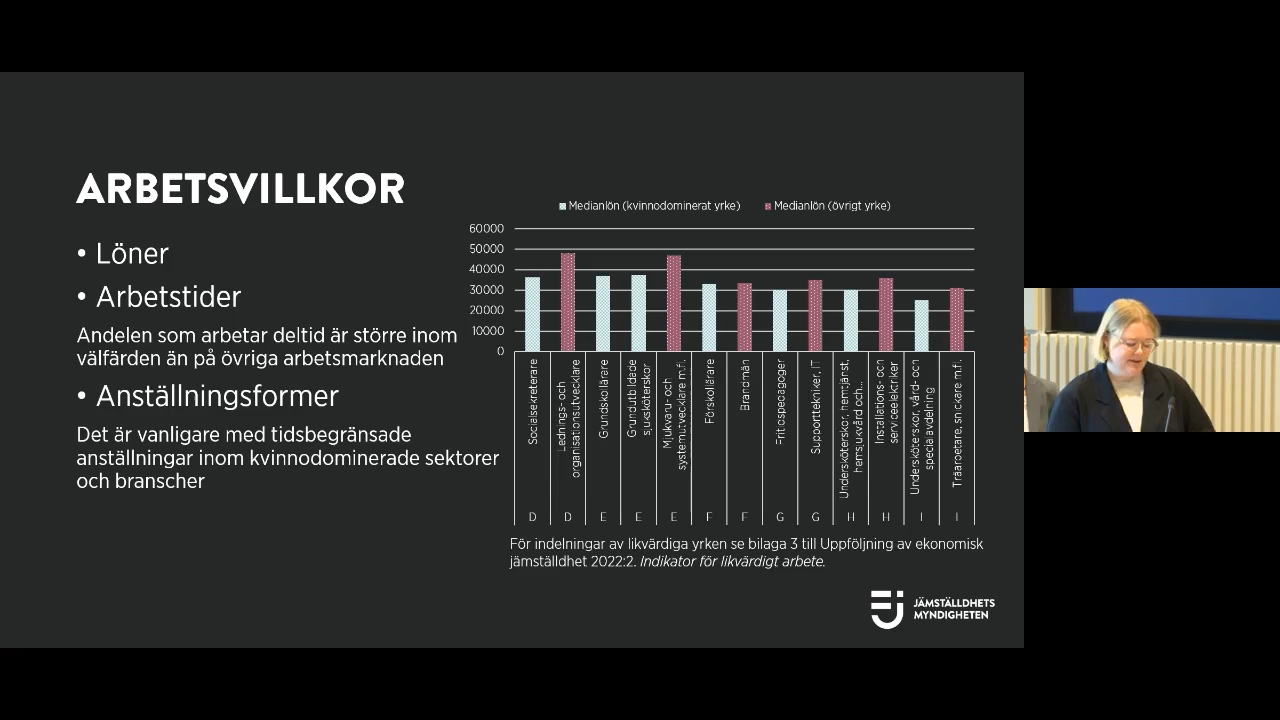 ARBETSVILLKOR
• Löner
• Arbetstider
Andelen som arbetar deltid är större inom
välfärden än på övriga arbetsmarknaden
• Anställningsformer
Det är vanligare med tidsbegränsade
anställningar inom kvinnodominerade sektorer
och branscher
Medianlön (kvinnodominerat yrke)
Medianlön (övrigt yrke)
60000
50000
40000
30000
20000
10000
0
Socialsekreterare
Lednings- och
organisationsutvecklare
Grundskollärare
Grundutbildade
sjuksköterskor
Mjukvaru- och
systemutvecklare m.fl.
Förskollärare
Brandmän
Fritidspedagoger
Supporttekniker, IT
Undersköterskor, hemtjänst,
hemsjukvård och...
Installations- och
serviceelektriker
Undersköterskor, vård- och
specialavdelning
Träarbetare, snickare m.fl.
D D E E E F F G G H H I I
För indelningar av likvärdiga yrken se bilaga 3 till Uppföljning av ekonomisk
jämställdhet 2022:2. Indikator för likvärdigt arbete.
JÄMSTÄLLDHETS
MYNDIGHETEN